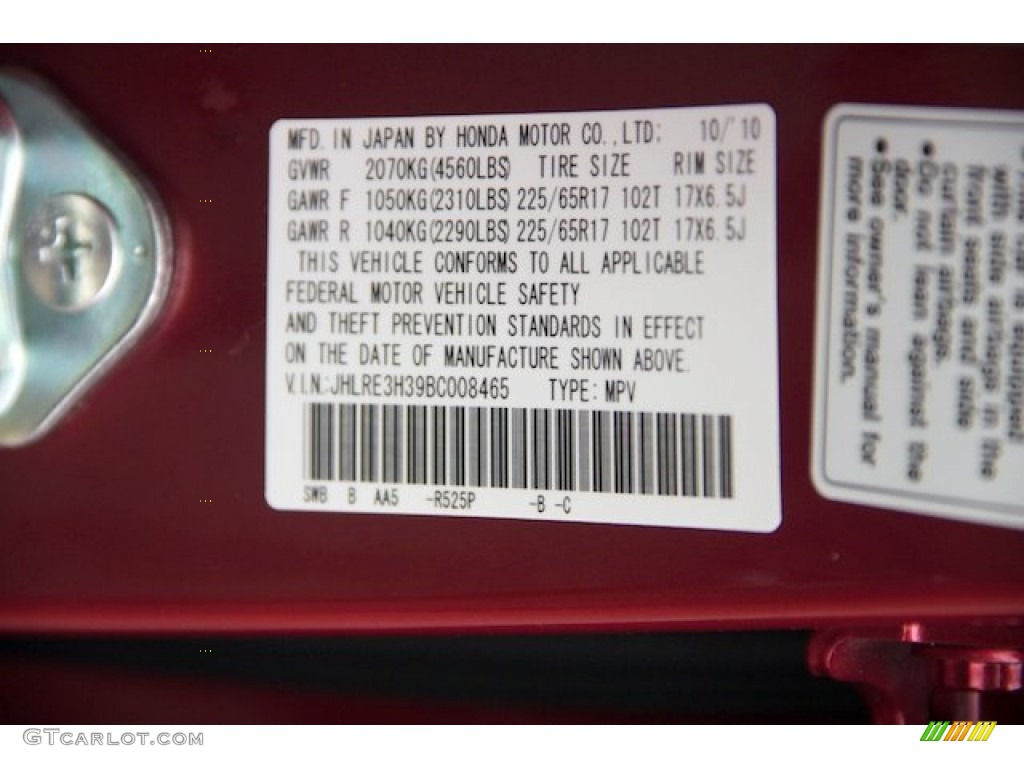 MFD. IN JAPAN BY HONDA MOTOR CO.,LTD: 10/'10
GVWR 2070KG(4560LBS) TIRE SIZE RIM SIZE
GAWR F 1050KG(2310LBS) 225/65R17 102T 17X6.5J
GAWR R 1040KG(2290LBS) 225/65R17 102T 17X6.5J
THIS VEHICLE CONFORMS TO ALL APPLICABLE
FEDERAL MOTOR VEHICLE SAFETY
AND THEFT PREVENTION STANDARDS IN EFFECT
ON THE DATE OF MANUFACTURE SHOWN ABOVE.
V.I.N:JHLRE3H39BC008465 TYPE: MPV
SWB B AA5 -R525P -B -C
is equipped
with side airbags in the
front seats and side
curtain airbags.
•Do not lean against the
door.
•See owner's manual for
more information.
GTcarlot.com